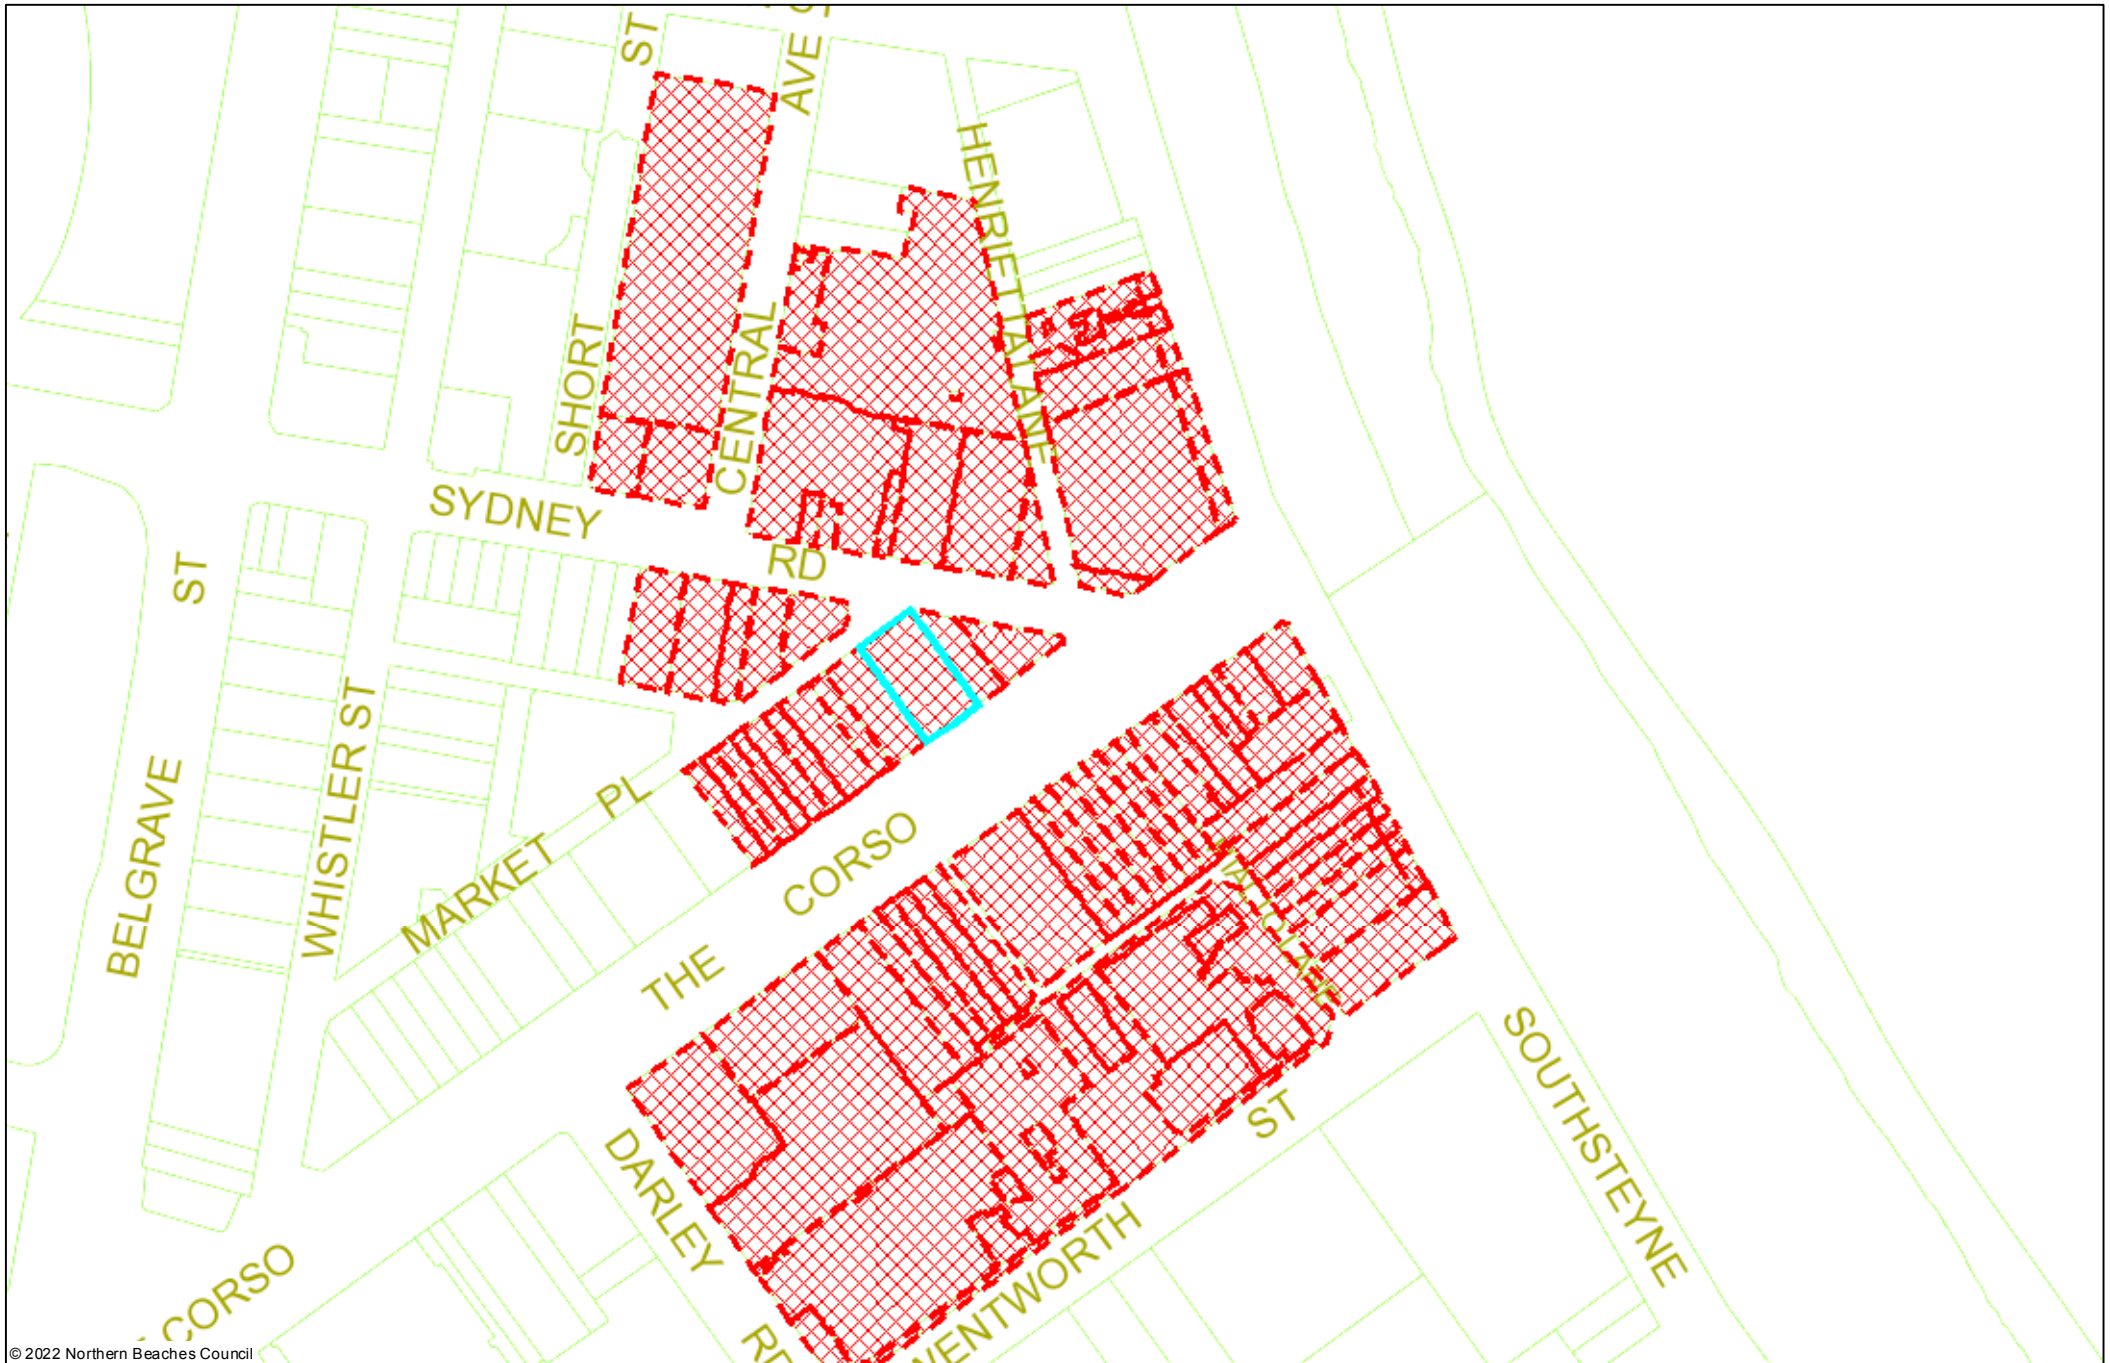 ST
AVE
HENRIETTA LANE
SHORT
CENTRAL
SYDNEY
RD
ST
WHISTLER ST
BELGRAVE
MARKET
PL
CORSO
THE
SOUTHSTEYNE
ST
DARLEY
WENTWORTH
CORSO
RD
© 2022 Northern Beaches Council